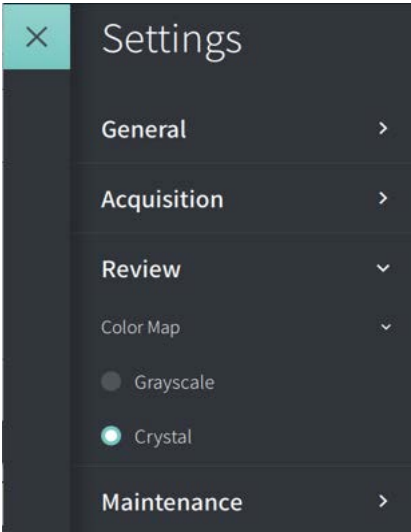 Settings
General
Acquisition
Review
Color Map
Grayscale
Crystal
Maintenance